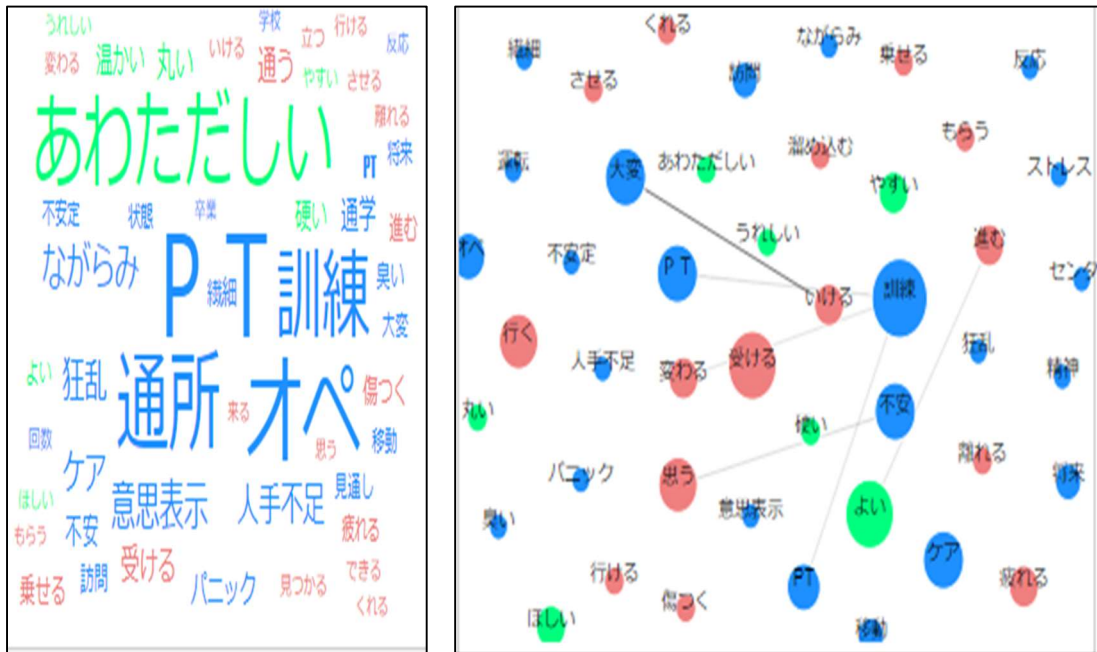 うれしい 学校 立つ 行ける
変わる 温かい 丸い いける 通う 反応
やすい させる
あわただしい 離れる
PT 将来
不安定 状態 卒業 硬い 通学 進む
ながらみ ＰＴ 繊細 訓練 臭い
大変
よい 狂乱 通所 来る オペ 傷つく
回数 思う 移動
ケア 意思表示 人手不足 見通し
ほしい
もらう 不安 疲れる
乗せる 訪問 受ける パニック 見つかる できる
くれる
くれる ながらみ
繊細 訪問 乗せる 反応
させる
もらう
運転 大変 あわただしい 溜め込む やすい ストレス
うれしい 進む
オペ 不安定 ＰＴ いける 訓練 センタ
行く 人手不足 変わる 受ける 狂乱 精神
丸い 硬い 不安
パニック 思う よい 離れる 将来
臭い 意思表示
ケア
行ける PT 疲れる
ほしい 傷つく 移動